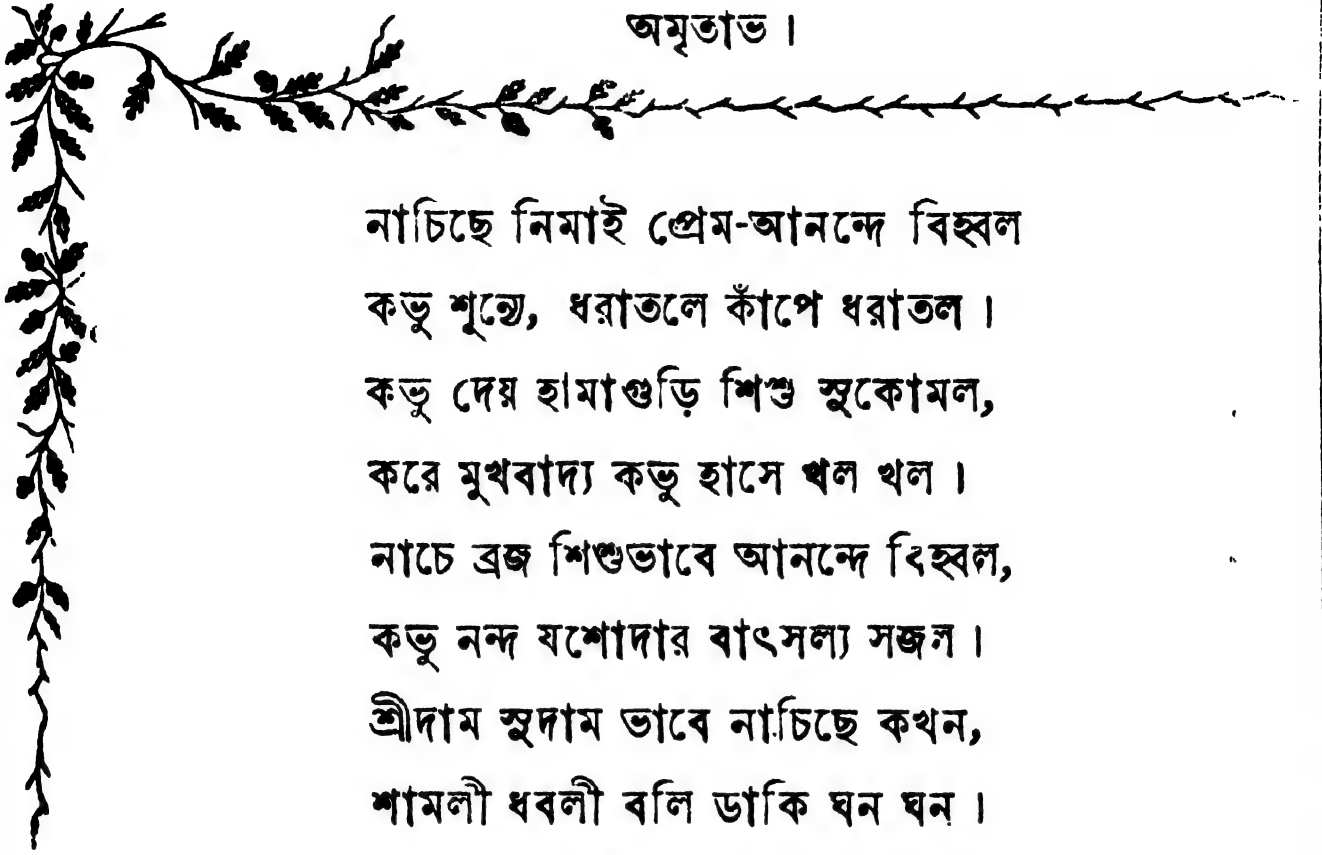 অমৃতাভ।
নাচিছে নিমাই প্রেম-আনন্দে বিহ্বল
কভু শূন্যে, ধরাতলে কাঁপে ধরাতল।
কভু দেয় হামাগুড়ি শিশু সুকোমল,
করে মুখবাদ্য কভু হাসে খল খল।
নাচে ব্রজ শিশুভাবে আনন্দে বিহ্বল,
কভু নন্দ যশোদার বাৎসল্য সজল।
শ্রীদাম সুদাম ভাবে নাচিছে কখন,
শামলী ধবলী বলি ডাকি ঘন ঘন।